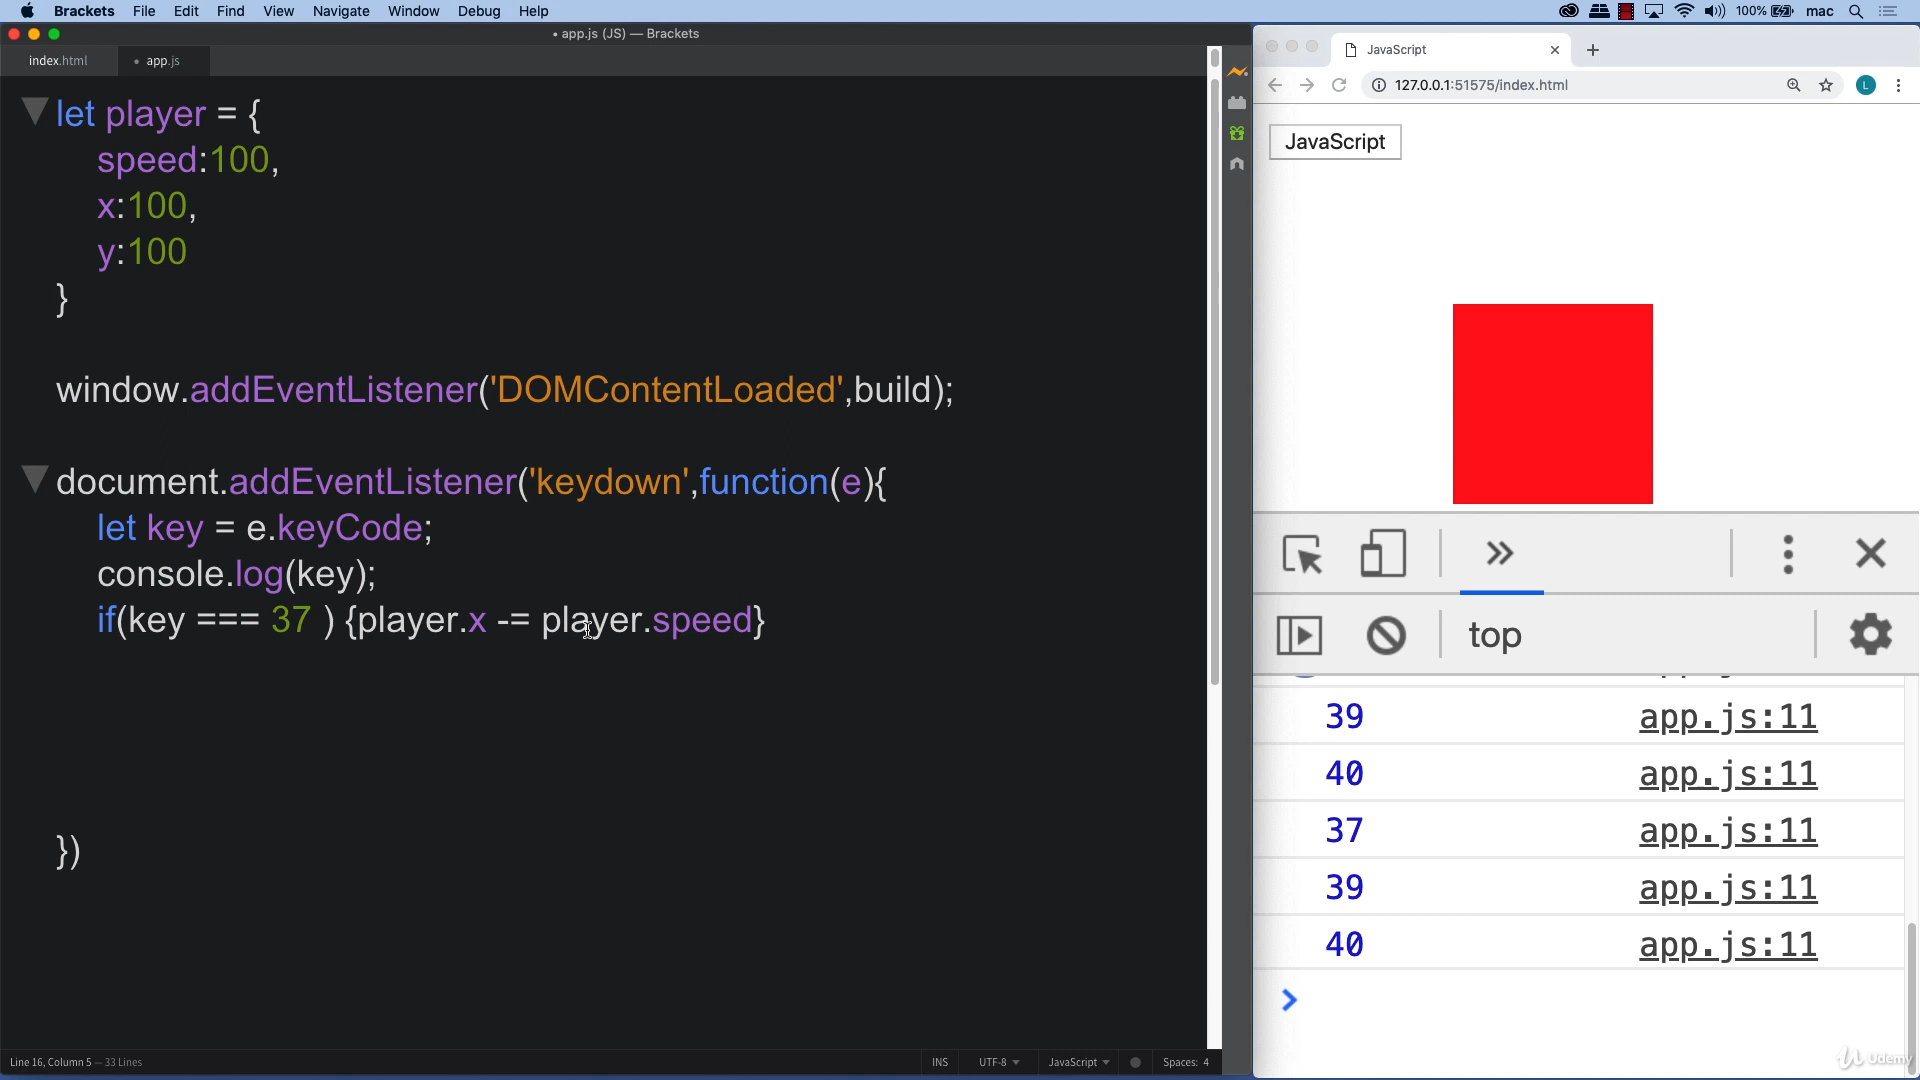 Brackets File Edit Find View Navigate Window Debug Help 100% mac
• app.js (JS) — Brackets
index.html • app.js
let player = {
speed:100,
x:100,
y:100
}
window.addEventListener('DOMContentLoaded',build);
document.addEventListener('keydown',function(e){
let key = e.keyCode;
console.log(key);
if(key === 37 ) {player.x -= player.speed}
})
Line 16, Column 5 — 33 Lines
INS UTF-8 JavaScript Spaces: 4
JavaScript
127.0.0.1:51575/index.html L
JavaScript
top
39 app.js:11
40 app.js:11
37 app.js:11
39 app.js:11
40 app.js:11
Udemy